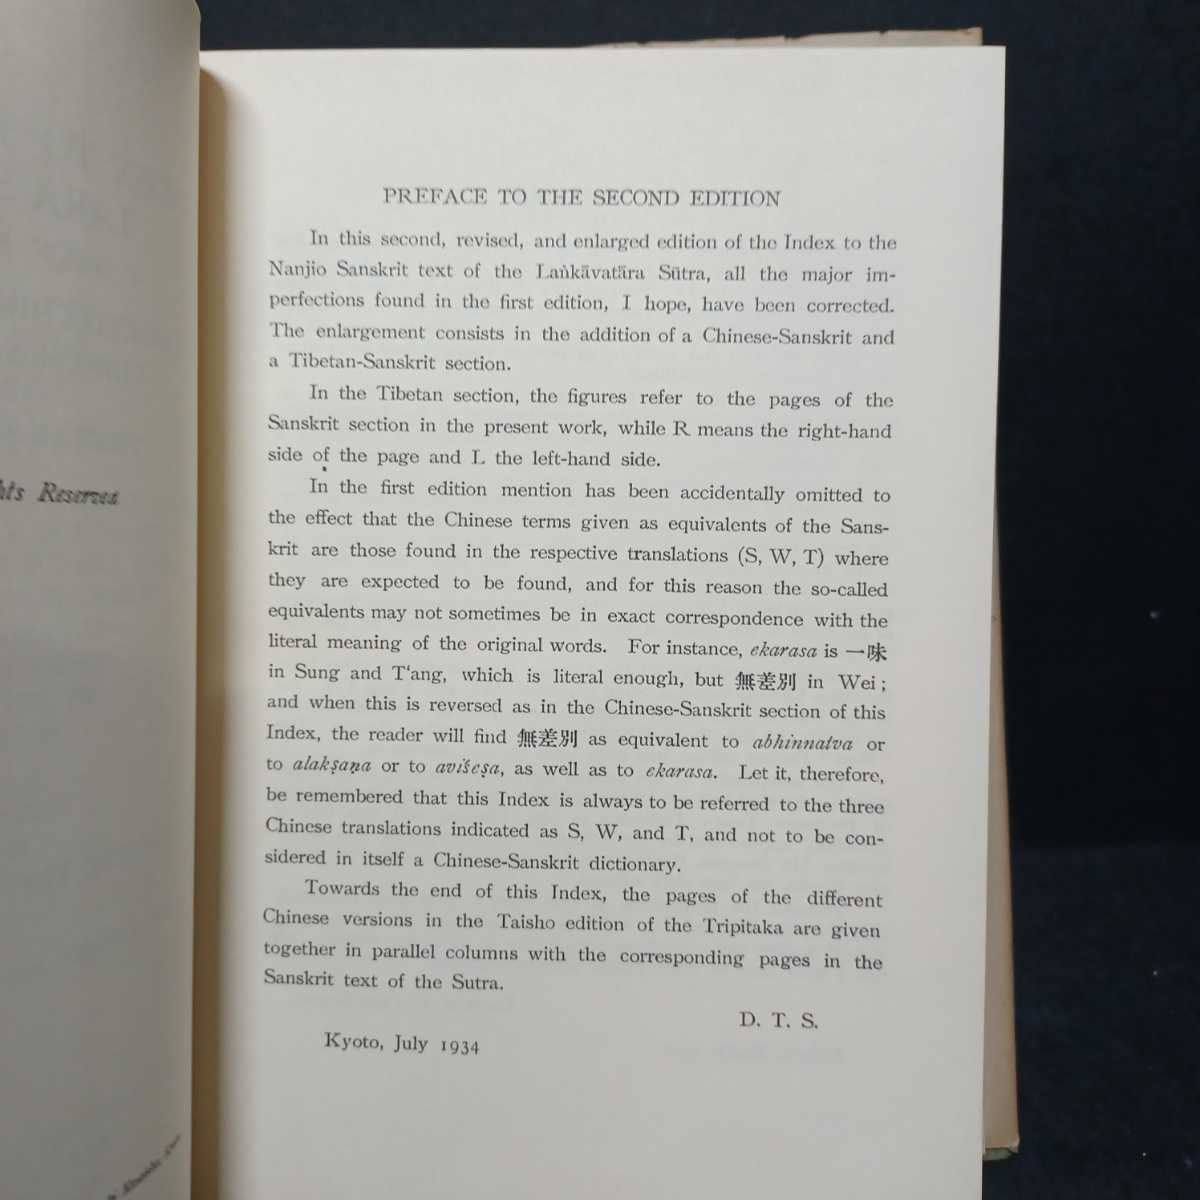 hts Reserved
PREFACE TO THE SECOND EDITION
In this second, revised, and enlarged edition of the Index to the
Nanjio Sanskrit text of the Laṅkāvatāra Sūtra, all the major im-
perfections found in the first edition, I hope, have been corrected.
The enlargement consists in the addition of a Chinese-Sanskrit and
a Tibetan-Sanskrit section.
In the Tibetan section, the figures refer to the pages of the
Sanskrit section in the present work, while R means the right-hand
side of the page and L the left-hand side.
In the first edition mention has been accidentally omitted to
the effect that the Chinese terms given as equivalents of the Sans-
krit are those found in the respective translations (S, W, T) where
they are expected to be found, and for this reason the so-called
equivalents may not sometimes be in exact correspondence with the
literal meaning of the original words. For instance, ekarasa is 一味
in Sung and T‘ang, which is literal enough, but 無差別 in Wei;
and when this is reversed as in the Chinese-Sanskrit section of this
Index, the reader will find 無差別 as equivalent to abhinnatva or
to alakṣaṇa or to aviśeṣa, as well as to ekarasa. Let it, therefore,
be remembered that this Index is always to be referred to the three
Chinese translations indicated as S, W, and T, and not to be con-
sidered in itself a Chinese-Sanskrit dictionary.
Towards the end of this Index, the pages of the different
Chinese versions in the Taisho edition of the Tripitaka are given
together in parallel columns with the corresponding pages in the
Sanskrit text of the Sutra.
D. T. S.
Kyoto, July 1934